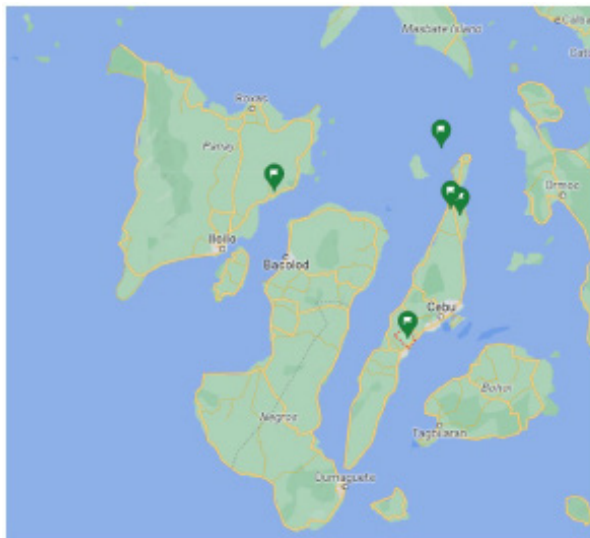 Masbate Island
Roxas
Panay
Ormoc
Iloilo
Bacolod
Cebu
Bohol
Negros
Tagbilaran
Dumaguete